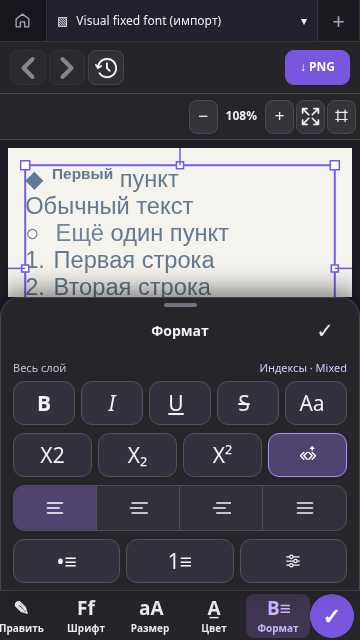 Visual fixed font (импорт)
PNG
108%
Первый пункт
Обычный текст
Ещё один пункт
1. Первая строка
2. Вторая строка
Формат
Весь слой
Индексы · Mixed
B I U S Aa
X2 X₂ X²
Править Шрифт Размер Цвет Формат